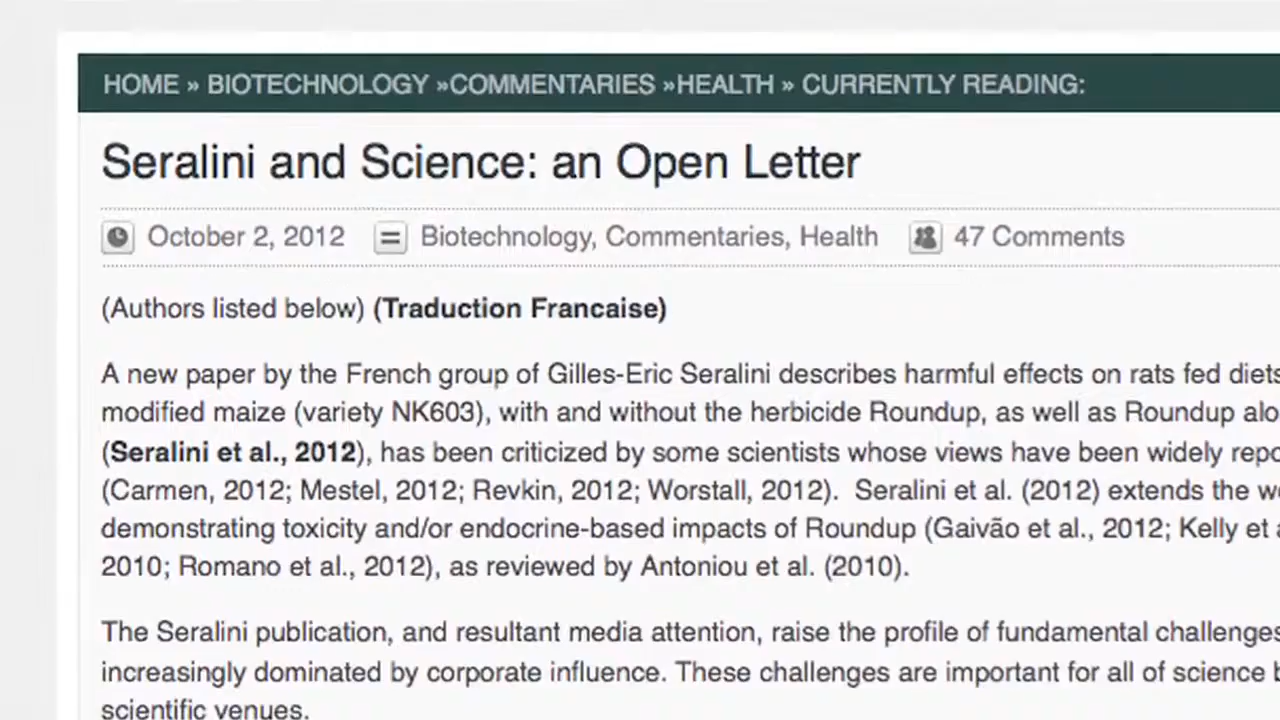 HOME » BIOTECHNOLOGY »COMMENTARIES »HEALTH » CURRENTLY READING:
Seralini and Science: an Open Letter
October 2, 2012 Biotechnology, Commentaries, Health 47 Comments
(Authors listed below) (Traduction Francaise)
A new paper by the French group of Gilles-Eric Seralini describes harmful effects on rats fed diets
modified maize (variety NK603), with and without the herbicide Roundup, as well as Roundup alo
(Seralini et al., 2012), has been criticized by some scientists whose views have been widely repo
(Carmen, 2012; Mestel, 2012; Revkin, 2012; Worstall, 2012). Seralini et al. (2012) extends the w
demonstrating toxicity and/or endocrine-based impacts of Roundup (Gaivão et al., 2012; Kelly et a
2010; Romano et al., 2012), as reviewed by Antoniou et al. (2010).
The Seralini publication, and resultant media attention, raise the profile of fundamental challenges
increasingly dominated by corporate influence. These challenges are important for all of science b
scientific venues.